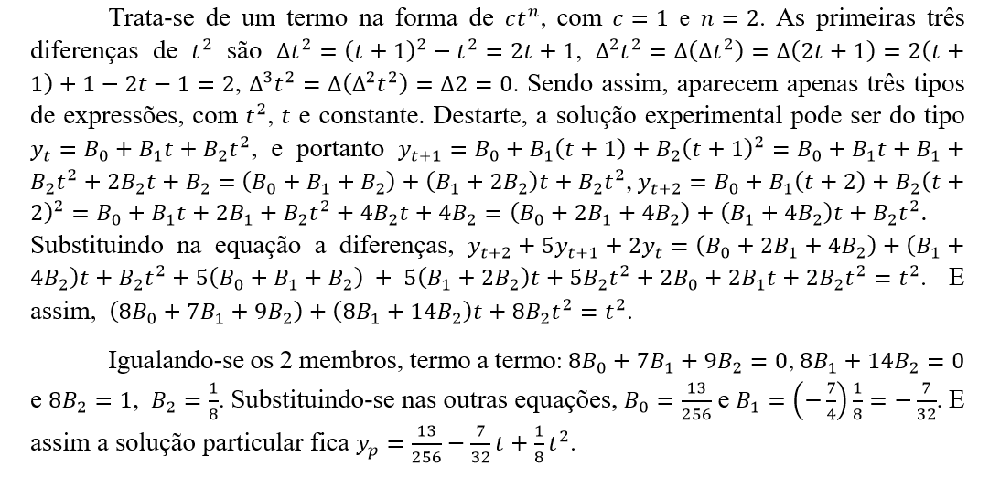 Trata-se de um termo na forma de ctⁿ, com c = 1 e n = 2. As primeiras três
diferenças de t² são Δt² = (t + 1)² − t² = 2t + 1, Δ²t² = Δ(Δt²) = Δ(2t + 1) = 2(t +
1) + 1 − 2t − 1 = 2, Δ³t² = Δ(Δ²t²) = Δ2 = 0. Sendo assim, aparecem apenas três tipos
de expressões, com t², t e constante. Destarte, a solução experimental pode ser do tipo
yₜ = B₀ + B₁t + B₂t², e portanto yₜ₊₁ = B₀ + B₁(t + 1) + B₂(t + 1)² = B₀ + B₁t + B₁ +
B₂t² + 2B₂t + B₂ = (B₀ + B₁ + B₂) + (B₁ + 2B₂)t + B₂t², yₜ₊₂ = B₀ + B₁(t + 2) + B₂(t +
2)² = B₀ + B₁t + 2B₁ + B₂t² + 4B₂t + 4B₂ = (B₀ + 2B₁ + 4B₂) + (B₁ + 4B₂)t + B₂t².
Substituindo na equação a diferenças, yₜ₊₂ + 5yₜ₊₁ + 2yₜ = (B₀ + 2B₁ + 4B₂) + (B₁ +
4B₂)t + B₂t² + 5(B₀ + B₁ + B₂) + 5(B₁ + 2B₂)t + 5B₂t² + 2B₀ + 2B₁t + 2B₂t² = t². E
assim, (8B₀ + 7B₁ + 9B₂) + (8B₁ + 14B₂)t + 8B₂t² = t².
Igualando-se os 2 membros, termo a termo: 8B₀ + 7B₁ + 9B₂ = 0, 8B₁ + 14B₂ = 0
e 8B₂ = 1, B₂ = 1/8. Substituindo-se nas outras equações, B₀ = 13/256 e B₁ = (−7/4) 1/8 = −7/32. E
assim a solução particular fica yₚ = 13/256 − 7/32 t + 1/8 t².